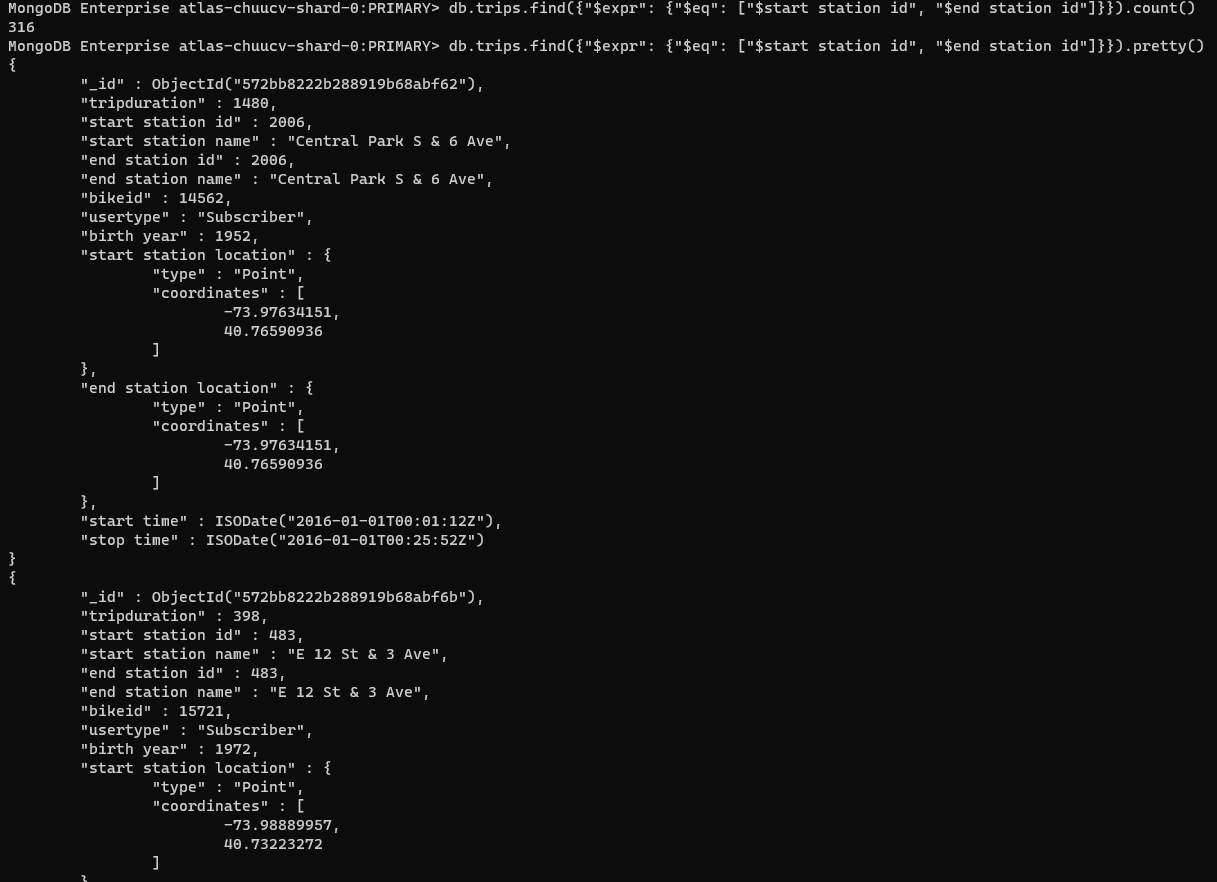 MongoDB Enterprise atlas-chuucv-shard-0:PRIMARY> db.trips.find({"$expr": {"$eq": ["$start station id", "$end station id"]}}).count()
316
MongoDB Enterprise atlas-chuucv-shard-0:PRIMARY> db.trips.find({"$expr": {"$eq": ["$start station id", "$end station id"]}}).pretty()
{
        "_id" : ObjectId("572bb8222b288919b68abf62"),
        "tripduration" : 1480,
        "start station id" : 2006,
        "start station name" : "Central Park S & 6 Ave",
        "end station id" : 2006,
        "end station name" : "Central Park S & 6 Ave",
        "bikeid" : 14562,
        "usertype" : "Subscriber",
        "birth year" : 1952,
        "start station location" : {
                "type" : "Point",
                "coordinates" : [
                        -73.97634151,
                        40.76590936
                ]
        },
        "end station location" : {
                "type" : "Point",
                "coordinates" : [
                        -73.97634151,
                        40.76590936
                ]
        },
        "start time" : ISODate("2016-01-01T00:01:12Z"),
        "stop time" : ISODate("2016-01-01T00:25:52Z")
}
{
        "_id" : ObjectId("572bb8222b288919b68abf6b"),
        "tripduration" : 398,
        "start station id" : 483,
        "start station name" : "E 12 St & 3 Ave",
        "end station id" : 483,
        "end station name" : "E 12 St & 3 Ave",
        "bikeid" : 15721,
        "usertype" : "Subscriber",
        "birth year" : 1972,
        "start station location" : {
                "type" : "Point",
                "coordinates" : [
                        -73.98889957,
                        40.73223272
                ]
        }